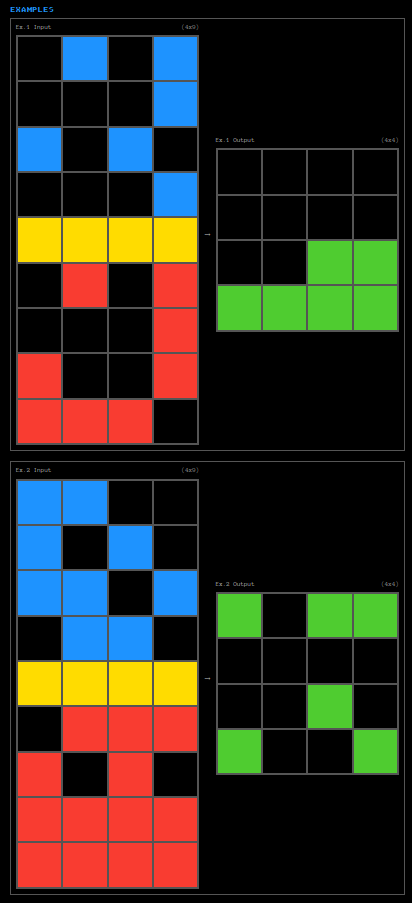 EXAMPLES
Ex.1 Input (4x9)
Ex.1 Output (4x4)
→
Ex.2 Input (4x9)
Ex.2 Output (4x4)
→